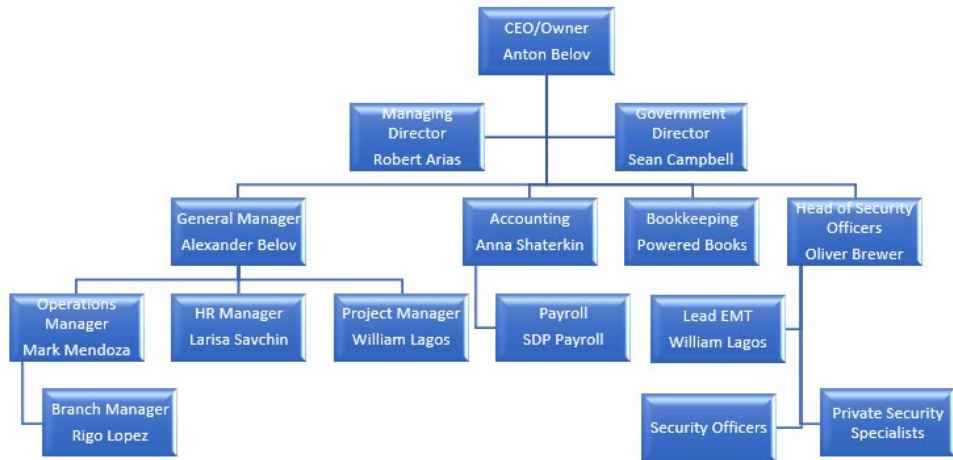 CEO/Owner
Anton Belov
Managing
Director
Robert Arias
Government
Director
Sean Campbell
General Manager
Alexander Belov
Accounting
Anna Shaterkin
Bookkeeping
Powered Books
Head of Security
Officers
Oliver Brewer
Operations
Manager
Mark Mendoza
HR Manager
Larisa Savchin
Project Manager
William Lagos
Payroll
SDP Payroll
Lead EMT
William Lagos
Branch Manager
Rigo Lopez
Security Officers
Private Security
Specialists